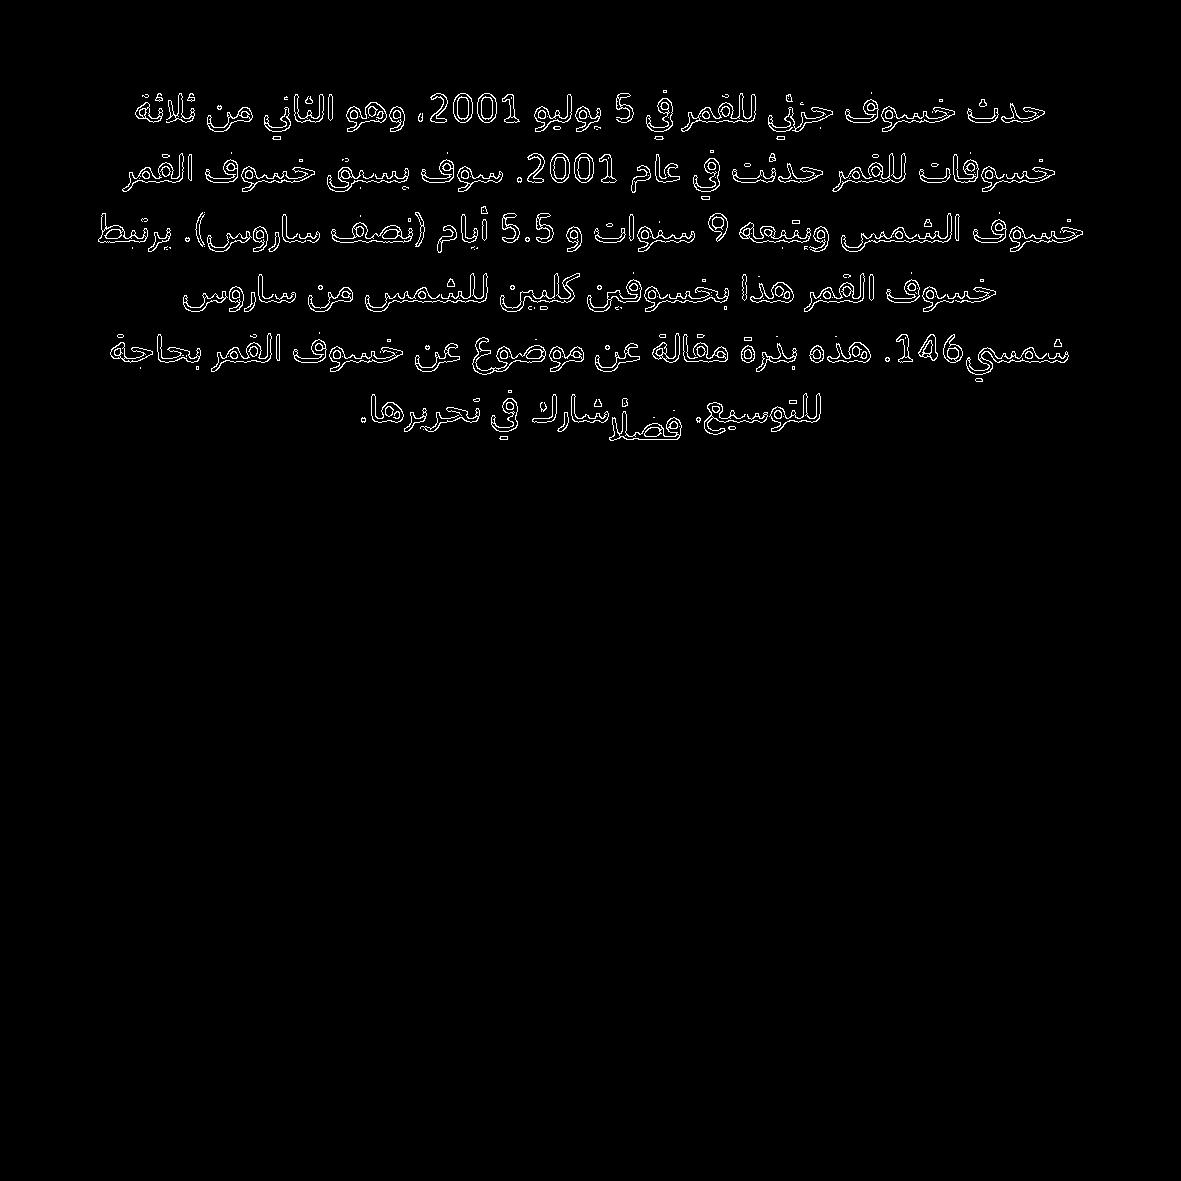 حدث خسوف جزئي للقمر في 5 يوليو 2001، وهو الثاني من ثلاثة
خسوفات للقمر حدثت في عام 2001. سوف يسبق خسوف القمر
خسوف الشمس ويتبعه 9 سنوات و 5.5 أيام (نصف ساروس). يرتبط
خسوف القمر هذا بخسوفين كليين للشمس من ساروس
شمسي146. هذه بذرة مقالة عن موضوع عن خسوف القمر بحاجة
للتوسيع. فضلًا شارك في تحريرها.